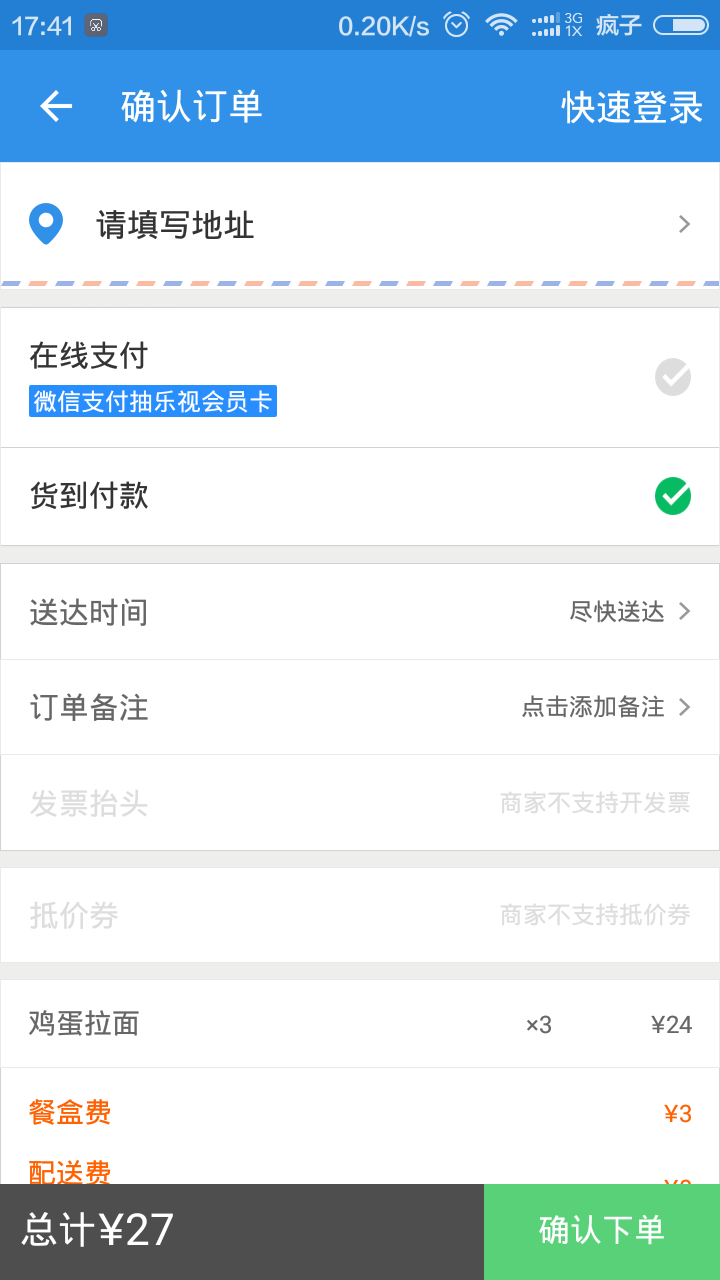 17:41 0.20K/s 3G 1X 疯子
确认订单 快速登录
请填写地址
在线支付
微信支付抽乐视会员卡
货到付款
送达时间 尽快送达
订单备注 点击添加备注
发票抬头 商家不支持开发票
抵价券 商家不支持抵价券
鸡蛋拉面 ×3 ¥24
餐盒费 ¥3
配送费
总计¥27 确认下单